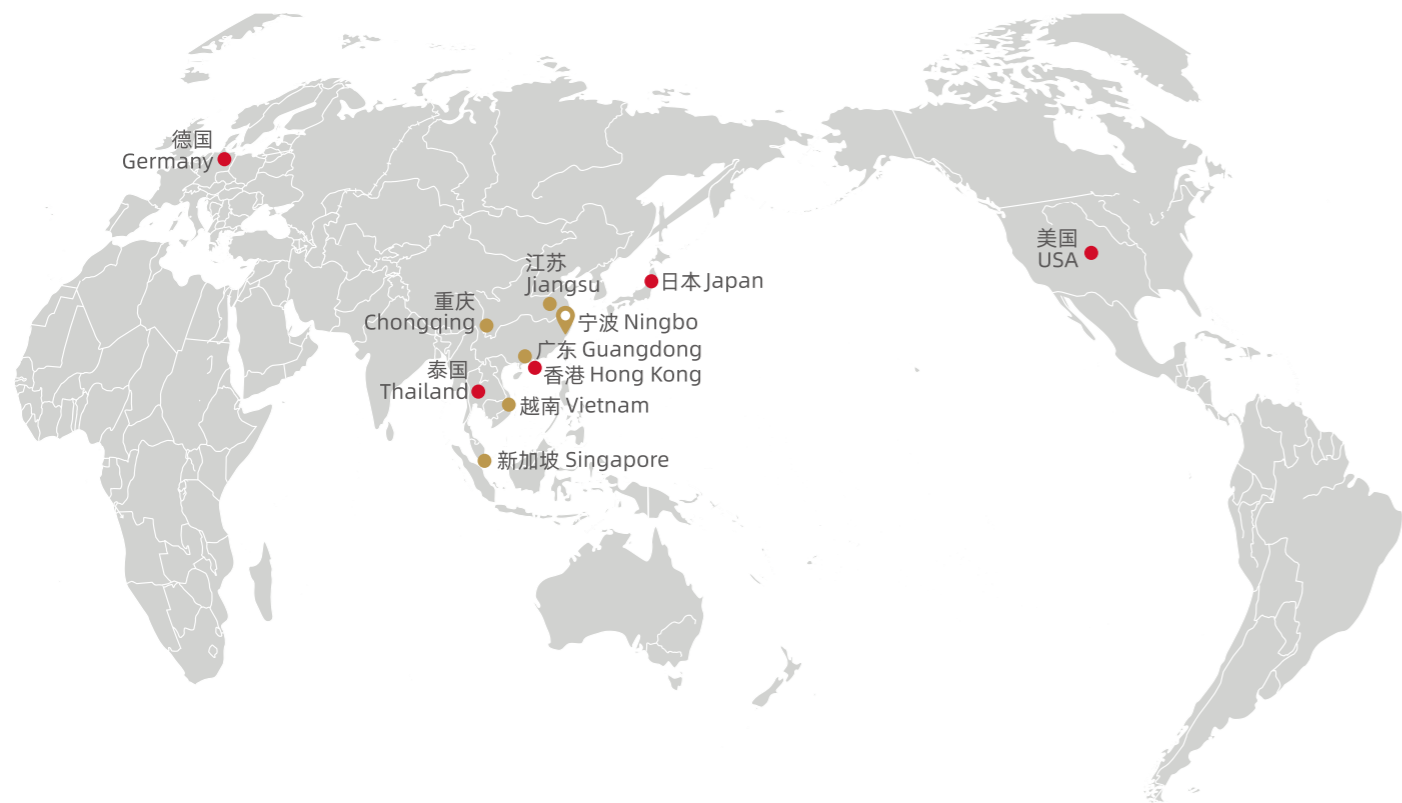 德国
Germany
美国
USA
江苏
Jiangsu
日本 Japan
重庆
Chongqing
宁波 Ningbo
广东 Guangdong
香港 Hong Kong
泰国
Thailand
越南 Vietnam
新加坡 Singapore